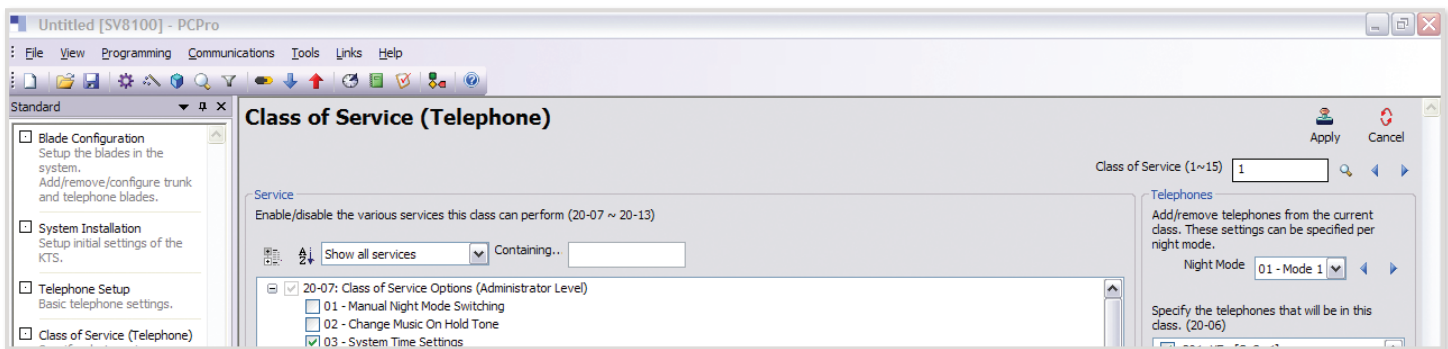 Untitled [SV8100] - PCPro
File View Programming Communications Tools Links Help
Standard
Blade Configuration
Setup the blades in the
system.
Add/remove/configure trunk
and telephone blades.
System Installation
Setup initial settings of the
KTS.
Telephone Setup
Basic telephone settings.
Class of Service (Telephone)
Class of Service (Telephone)
Apply Cancel
Class of Service (1~15) 1
Service
Enable/disable the various services this class can perform (20-07 ~ 20-13)
Show all services Containing..
20-07: Class of Service Options (Administrator Level)
01 - Manual Night Mode Switching
02 - Change Music On Hold Tone
03 - System Time Settings
Telephones
Add/remove telephones from the current
class. These settings can be specified per
night mode.
Night Mode 01 - Mode 1
Specify the telephones that will be in this
class. (20-06)